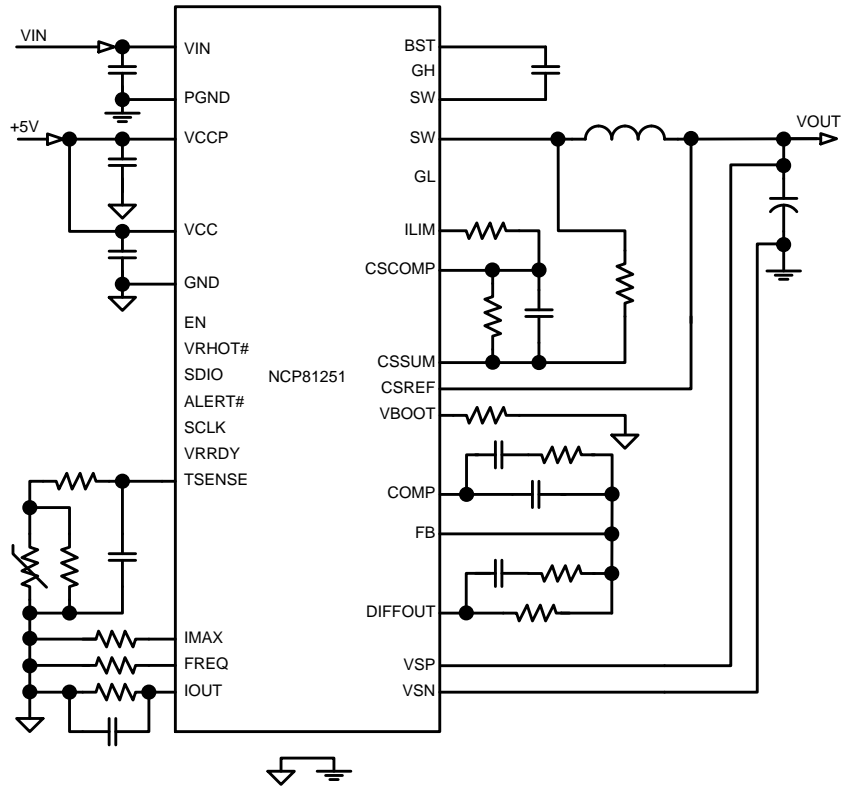 VIN
+5V
VIN
PGND
VCCP
VCC
GND
EN
VRHOT#
SDIO
ALERT#
SCLK
VRRDY
TSENSE
IMAX
FREQ
IOUT
NCP81251
BST
GH
SW
SW
GL
ILIM
CSCOMP
CSSUM
CSREF
VBOOT
COMP
FB
DIFFOUT
VSP
VSN
VOUT